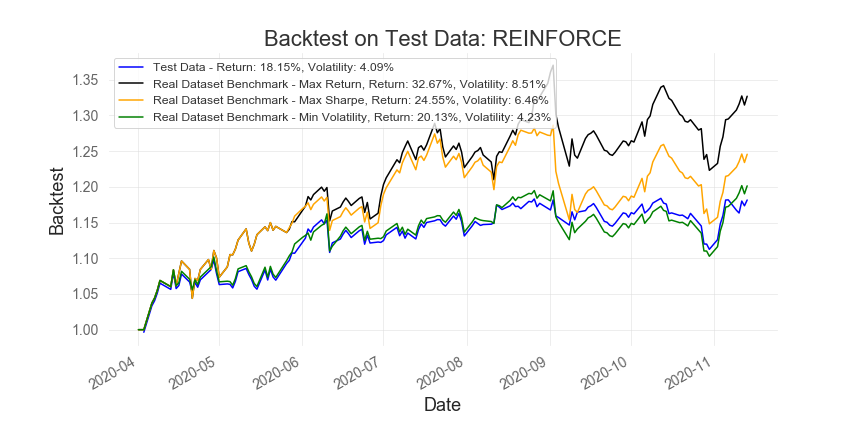 Backtest on Test Data: REINFORCE
Test Data - Return: 18.15%, Volatility: 4.09%
Real Dataset Benchmark - Max Return, Return: 32.67%, Volatility: 8.51%
Real Dataset Benchmark - Max Sharpe, Return: 24.55%, Volatility: 6.46%
Real Dataset Benchmark - Min Volatility, Return: 20.13%, Volatility: 4.23%
Backtest
1.35
1.30
1.25
1.20
1.15
1.10
1.05
1.00
2020-04
2020-05
2020-06
2020-07
2020-08
2020-09
2020-10
2020-11
Date